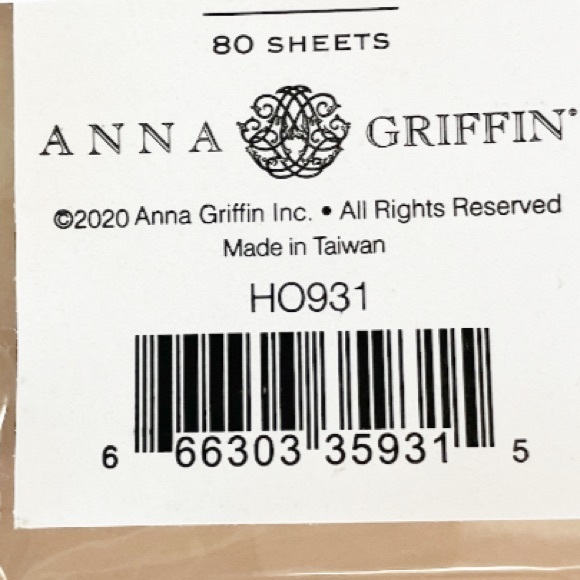 80 SHEETS
ANNA GRIFFIN®
©2020 Anna Griffin Inc. • All Rights Reserved
Made in Taiwan
HO931
6 66303 35931 5